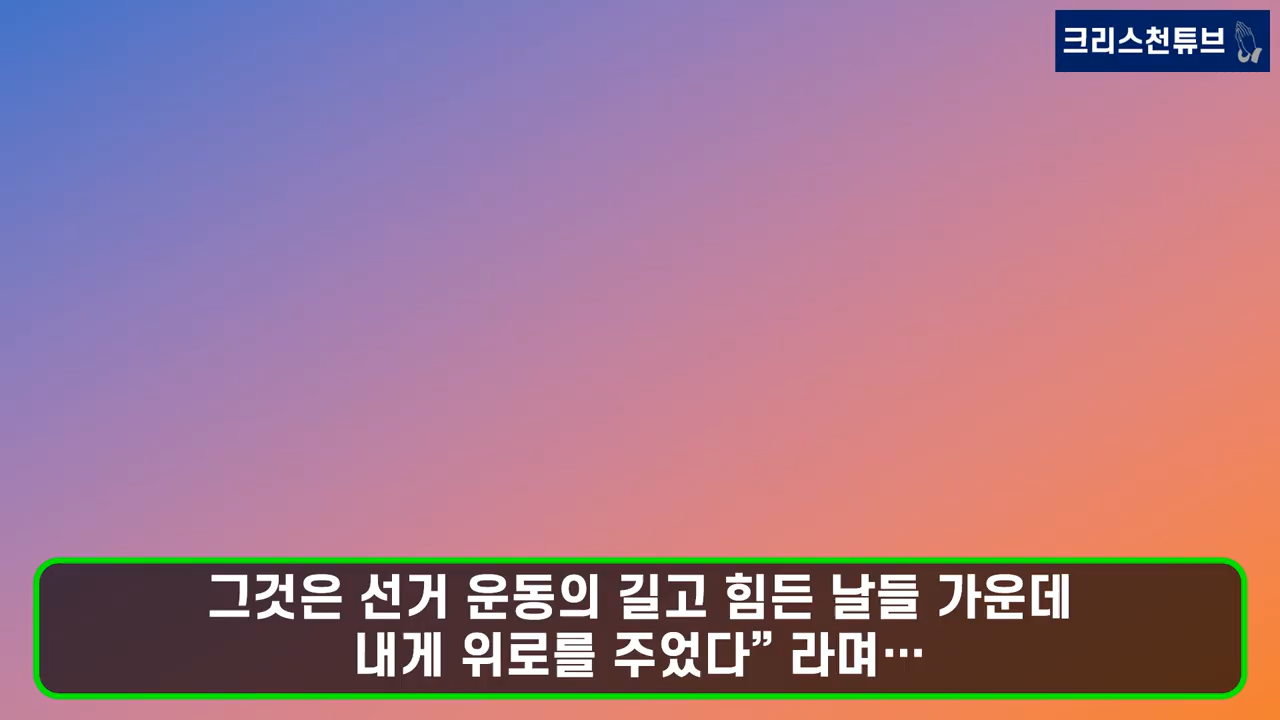 크리스천튜브
그것은 선거 운동의 길고 힘든 날들 가운데
내게 위로를 주었다” 라며…